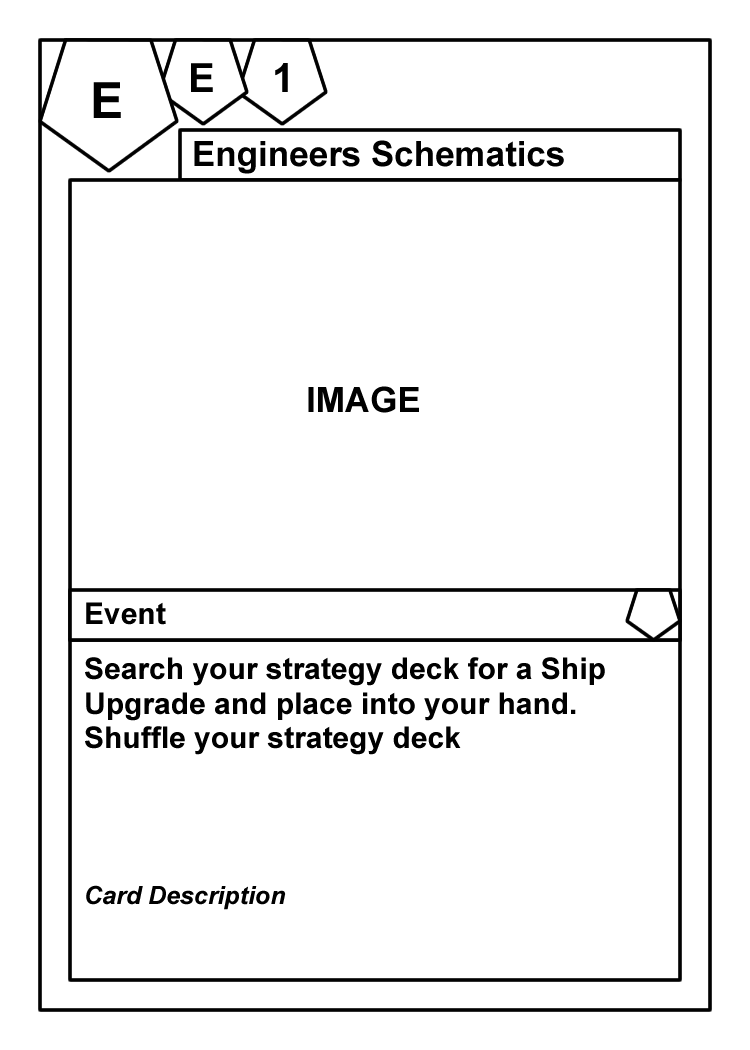 E E 1
Engineers Schematics
IMAGE
Event
Search your strategy deck for a Ship
Upgrade and place into your hand.
Shuffle your strategy deck
Card Description